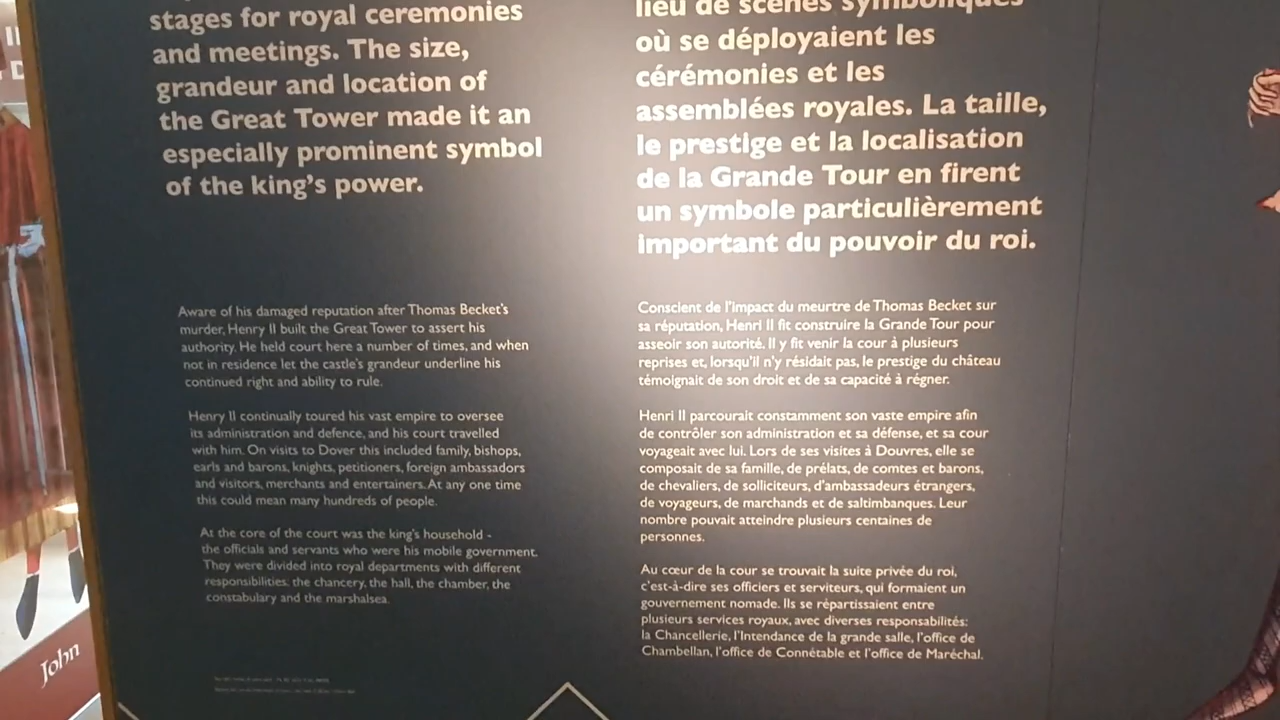 stages for royal ceremonies
and meetings. The size,
grandeur and location of
the Great Tower made it an
especially prominent symbol
of the king's power.
Aware of his damaged reputation after Thomas Becket's
murder, Henry II built the Great Tower to assert his
authority. He held court here a number of times, and when
not in residence let the castle's grandeur underline his
continued right and ability to rule.
Henry II continually toured his vast empire to oversee
its administration and defence, and his court travelled
with him. On visits to Dover this included family, bishops,
earls and barons, knights, petitioners, foreign ambassadors
and visitors, merchants and entertainers. At any one time
this could mean many hundreds of people.
At the core of the court was the king's household -
the officials and servants who were his mobile government.
They were divided into royal departments with different
responsibilities: the chancery, the hall, the chamber, the
constabulary and the marshalsea.
lieu de scènes symboliques
où se déployaient les
cérémonies et les
assemblées royales. La taille,
le prestige et la localisation
de la Grande Tour en firent
un symbole particulièrement
important du pouvoir du roi.
Conscient de l'impact du meurtre de Thomas Becket sur
sa réputation, Henri II fit construire la Grande Tour pour
asseoir son autorité. Il y fit venir la cour à plusieurs
reprises et, lorsqu'il n'y résidait pas, le prestige du château
témoignait de son droit et de sa capacité à régner.
Henri II parcourait constamment son vaste empire afin
de contrôler son administration et sa défense, et sa cour
voyageait avec lui. Lors de ses visites à Douvres, elle se
composait de sa famille, de prélats, de comtes et barons,
de chevaliers, de solliciteurs, d'ambassadeurs étrangers,
de voyageurs, de marchands et de saltimbanques. Leur
nombre pouvait atteindre plusieurs centaines de
personnes.
Au cœur de la cour se trouvait la suite privée du roi,
c'est-à-dire ses officiers et serviteurs, qui formaient un
gouvernement nomade. Ils se répartissaient entre
plusieurs services royaux, avec diverses responsabilités:
la Chancellerie, l'Intendance de la grande salle, l'office de
Chambellan, l'office de Connétable et l'office de Maréchal.
John